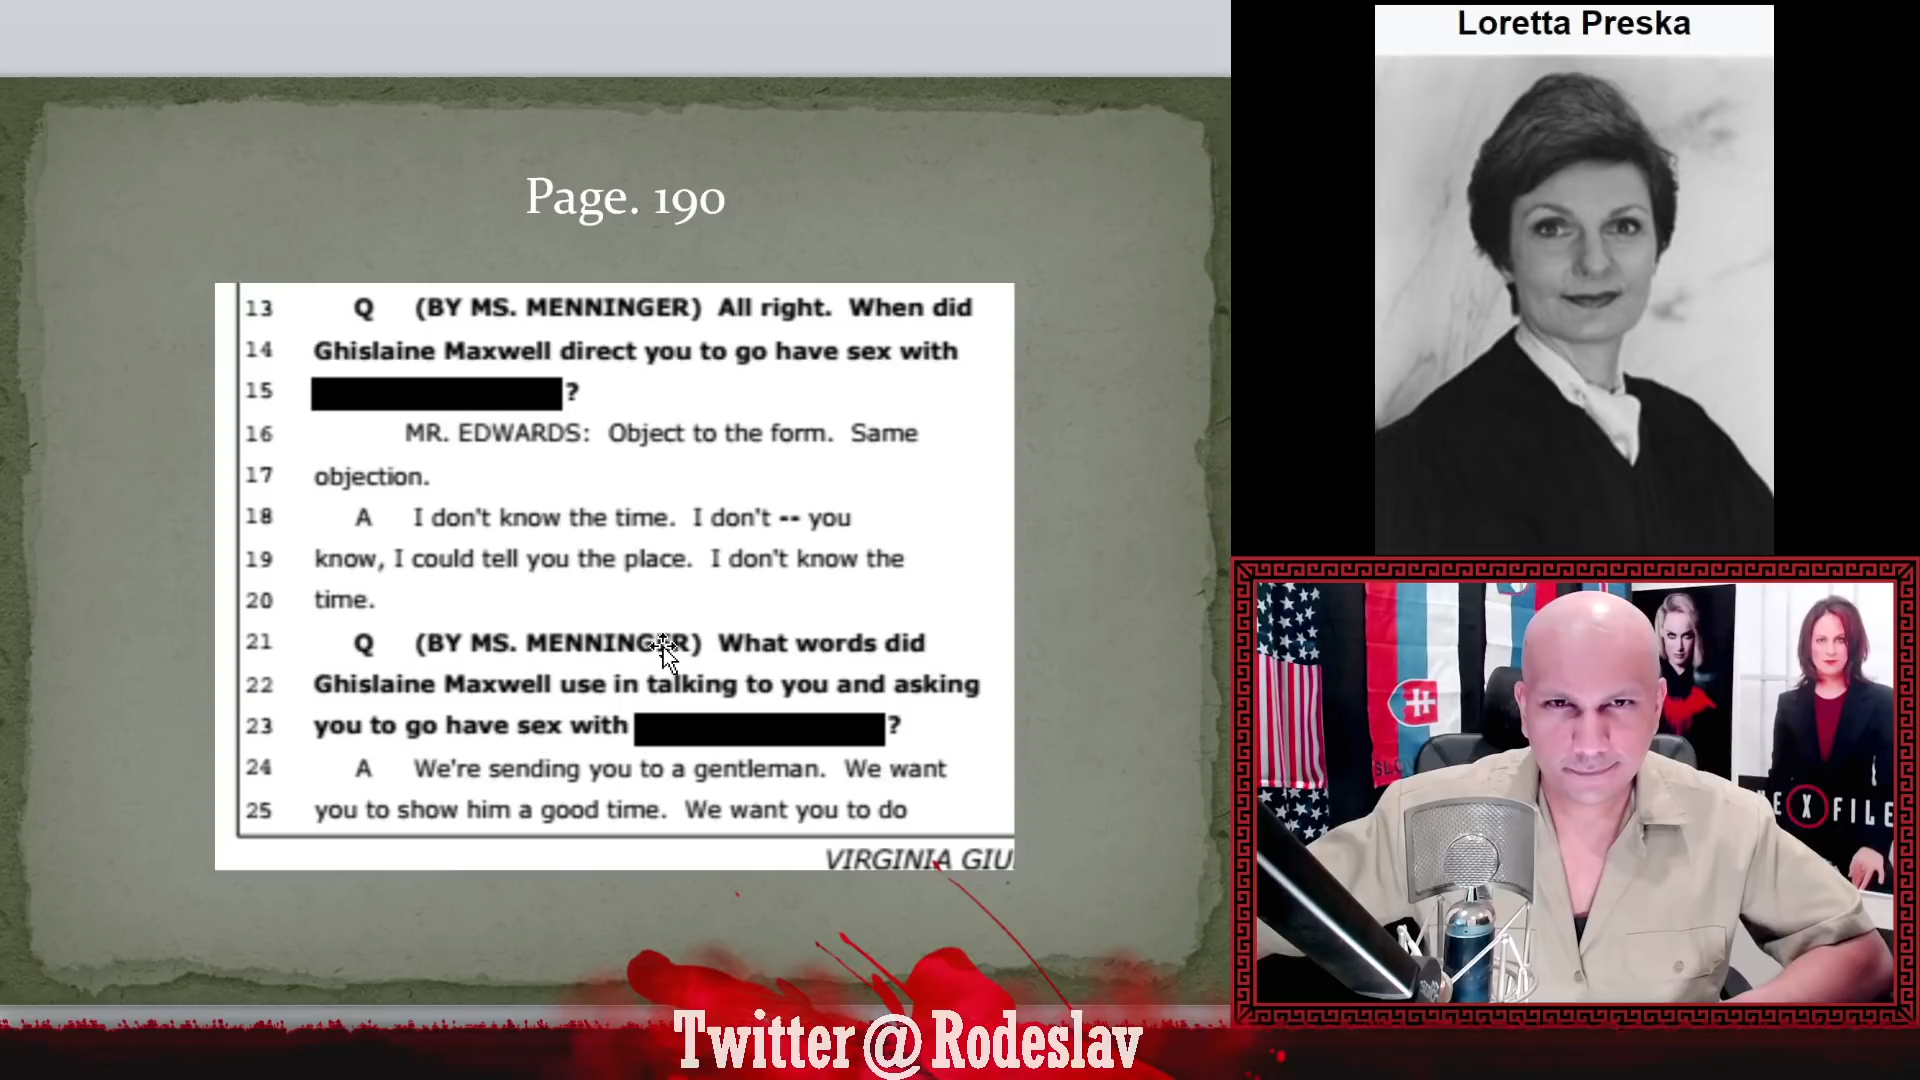 Loretta Preska
Page. 190
13 Q (BY MS. MENNINGER) All right. When did
14 Ghislaine Maxwell direct you to go have sex with
15 ?
16 MR. EDWARDS: Object to the form. Same
17 objection.
18 A I don't know the time. I don't -- you
19 know, I could tell you the place. I don't know the
20 time.
21 Q (BY MS. MENNINGER) What words did
22 Ghislaine Maxwell use in talking to you and asking
23 you to go have sex with ?
24 A We're sending you to a gentleman. We want
25 you to show him a good time. We want you to do
VIRGINIA GIU
SLO
E X FILE
Twitter@Rodeslav